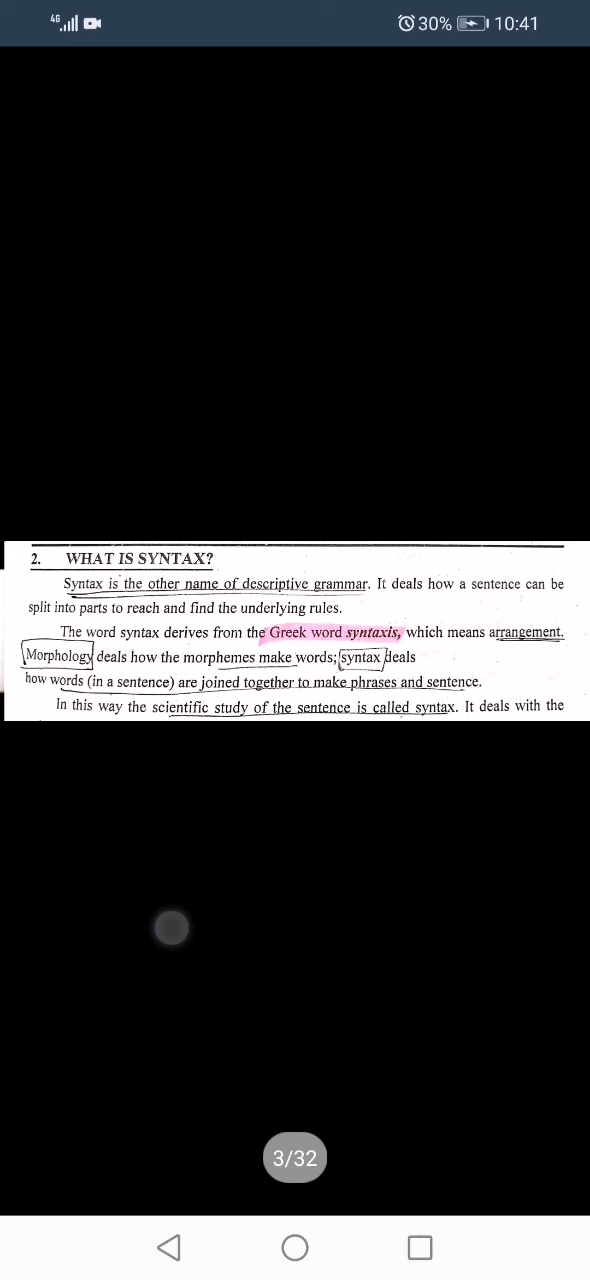 4G 30% 10:41
2. WHAT IS SYNTAX?
Syntax is the other name of descriptive grammar. It deals how a sentence can be
split into parts to reach and find the underlying rules.
The word syntax derives from the Greek word syntaxis, which means arrangement.
Morphology deals how the morphemes make words; syntax deals
how words (in a sentence) are joined together to make phrases and sentence.
In this way the scientific study of the sentence is called syntax. It deals with the
3/32